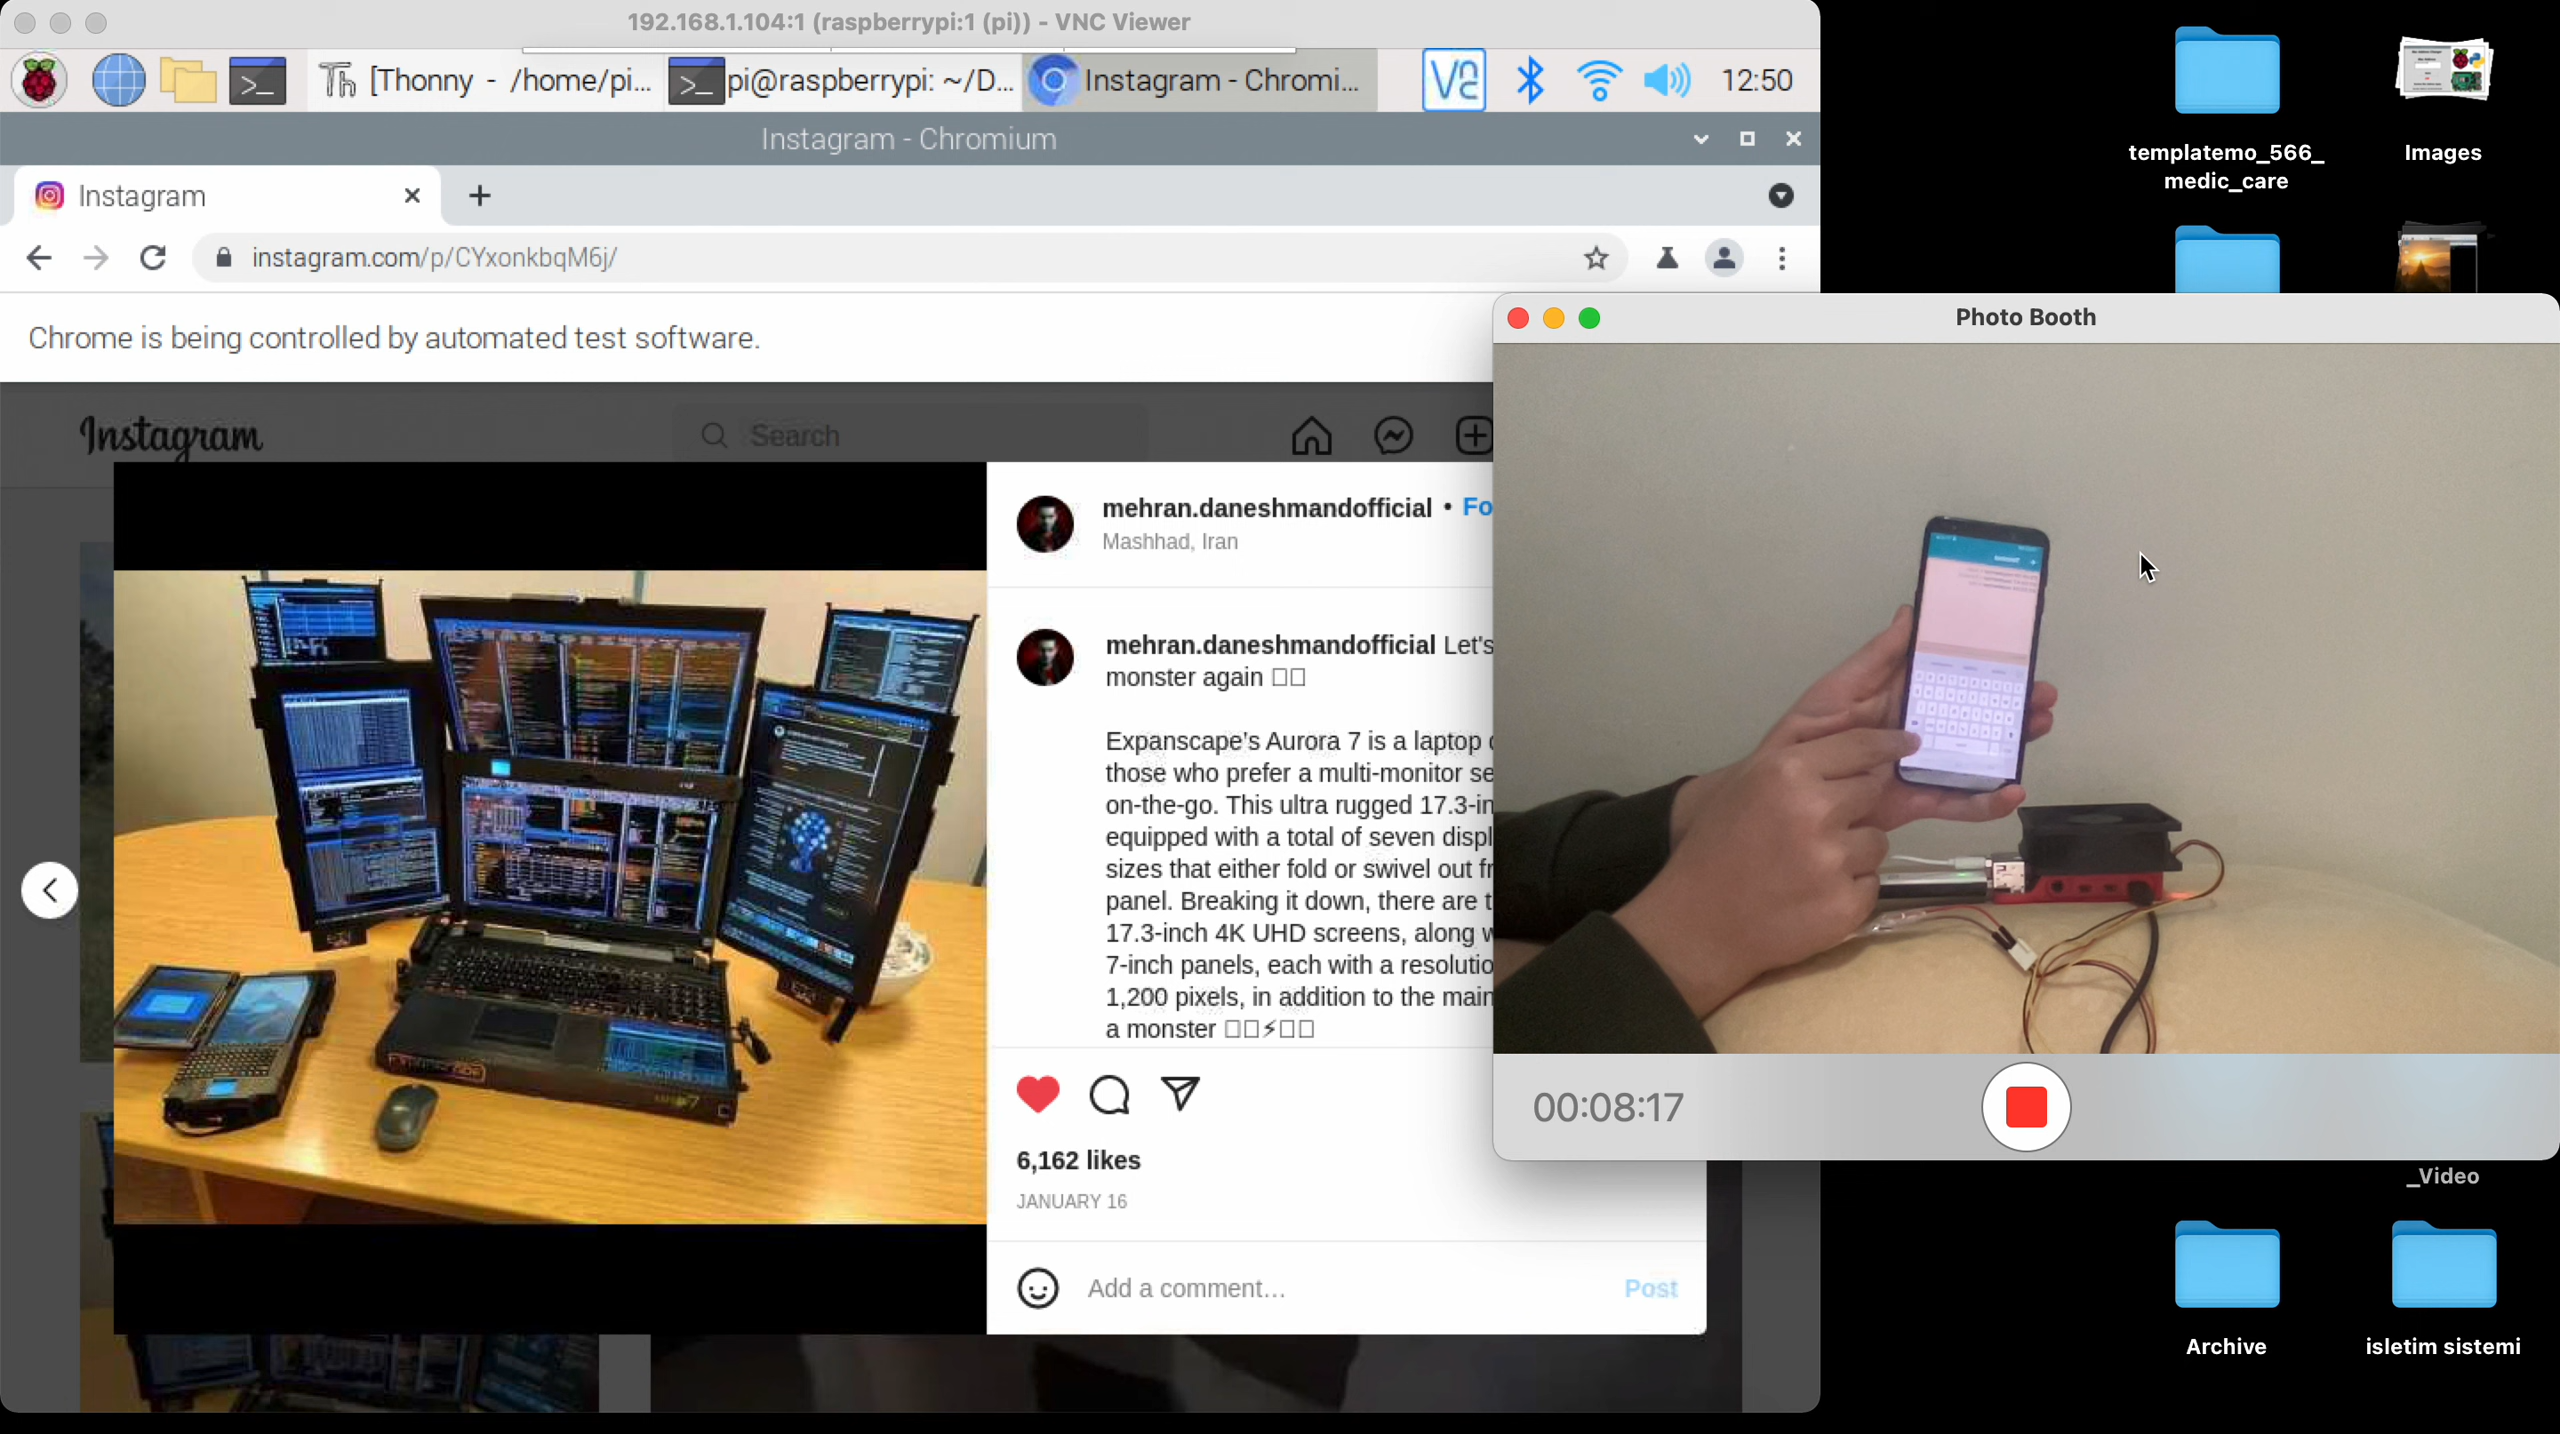 192.168.1.104:1 (raspberrypi:1 (pi)) - VNC Viewer
[Thonny - /home/pi...
pi@raspberrypi: ~/D...
Instagram - Chromi...
12:50
Instagram - Chromium
Instagram
instagram.com/p/CYxonkbqM6j/
Chrome is being controlled by automated test software.
Instagram
Search
mehran.daneshmandofficial • Fo
Mashhad, Iran
mehran.daneshmandofficial Let's
monster again
Expanscape's Aurora 7 is a laptop
those who prefer a multi-monitor se
on-the-go. This ultra rugged 17.3-in
equipped with a total of seven displ
sizes that either fold or swivel out fr
panel. Breaking it down, there are t
17.3-inch 4K UHD screens, along w
7-inch panels, each with a resolutio
1,200 pixels, in addition to the main
a monster ⚡
6,162 likes
JANUARY 16
Add a comment...
Post
Photo Booth
00:08:17
templatemo_566_
medic_care
Images
_Video
Archive
isletim sistemi